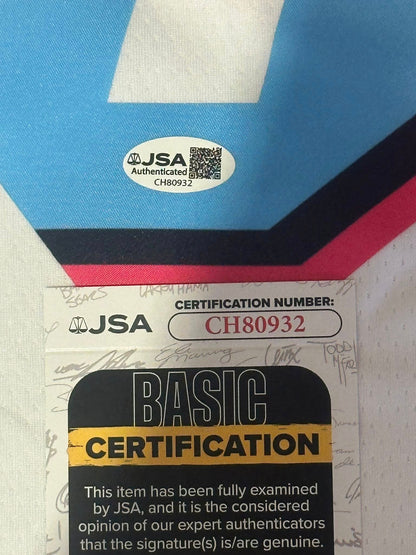 JSA
Authenticated
CH80932
CERTIFICATION NUMBER:
JSA
CH80932
BASIC
CERTIFICATION
This item has been fully examined
by JSA, and it is the considered
opinion of our expert authenticators
that the signature(s) is/are genuine.